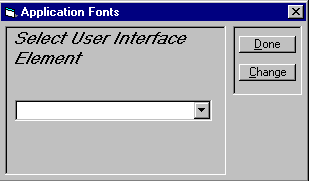 Application Fonts
Select User Interface
Element
Done
Change